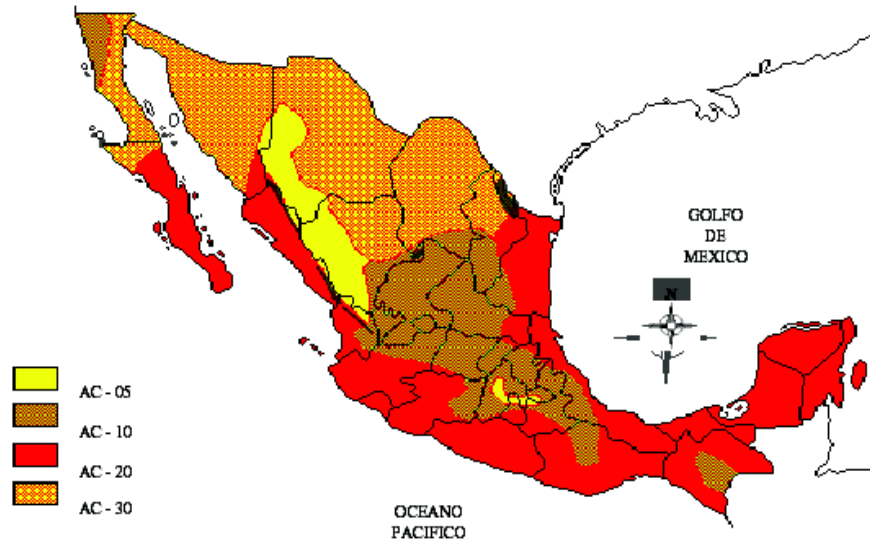 GOLFO
DE
MEXICO
N
AC - 05
AC - 10
AC - 20
AC - 30
OCEANO
PACIFICO